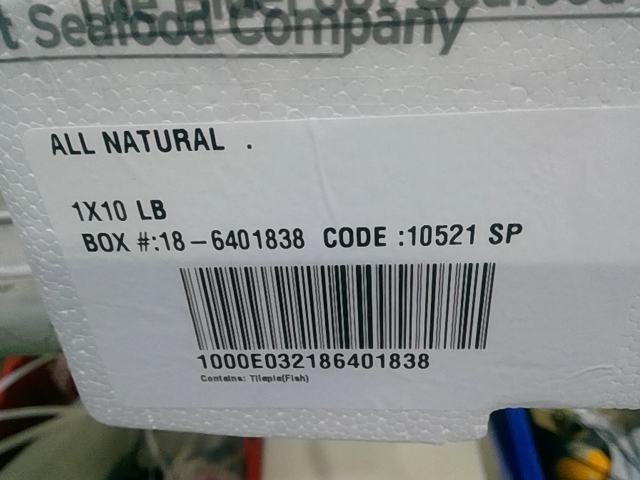 t Seafood Company
ALL NATURAL .
1X10 LB
BOX #:18-6401838 CODE :10521 SP
1000E032186401838
Contains: Tilapia(Fish)